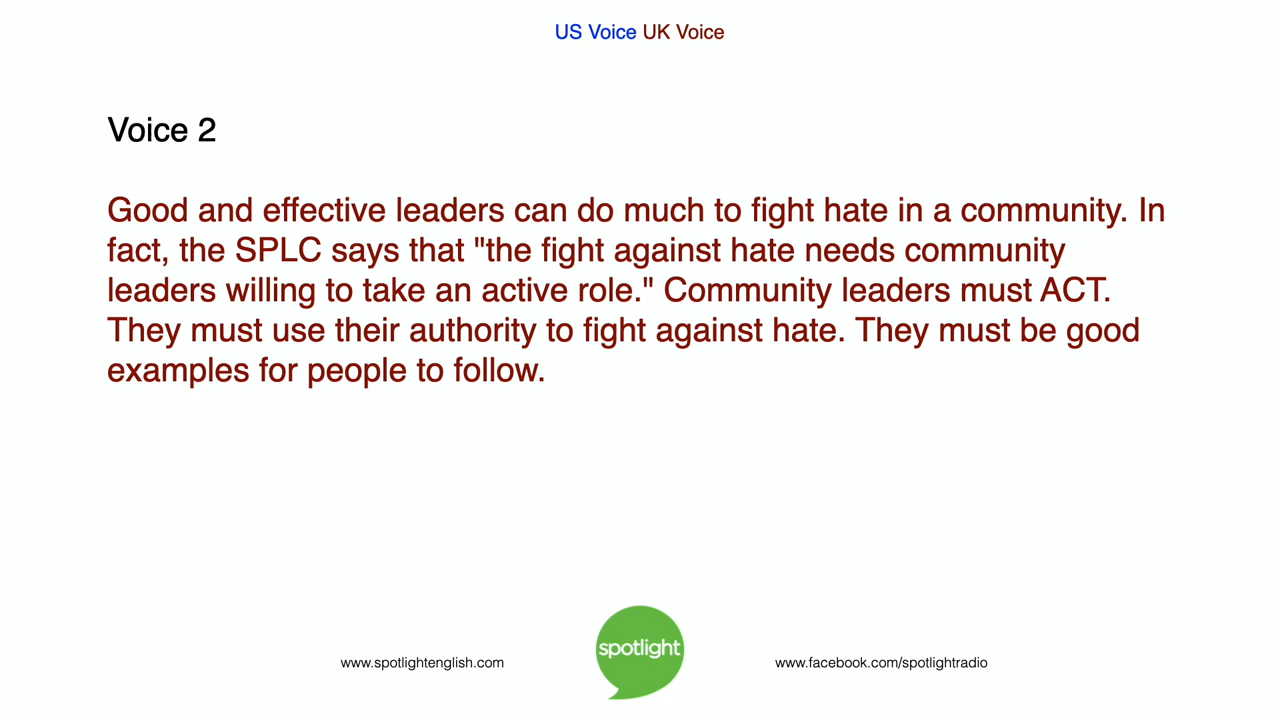 US Voice UK Voice
Voice 2
Good and effective leaders can do much to fight hate in a community. In
fact, the SPLC says that "the fight against hate needs community
leaders willing to take an active role." Community leaders must ACT.
They must use their authority to fight against hate. They must be good
examples for people to follow.
www.spotlightenglish.com
spotlight
www.facebook.com/spotlightradio